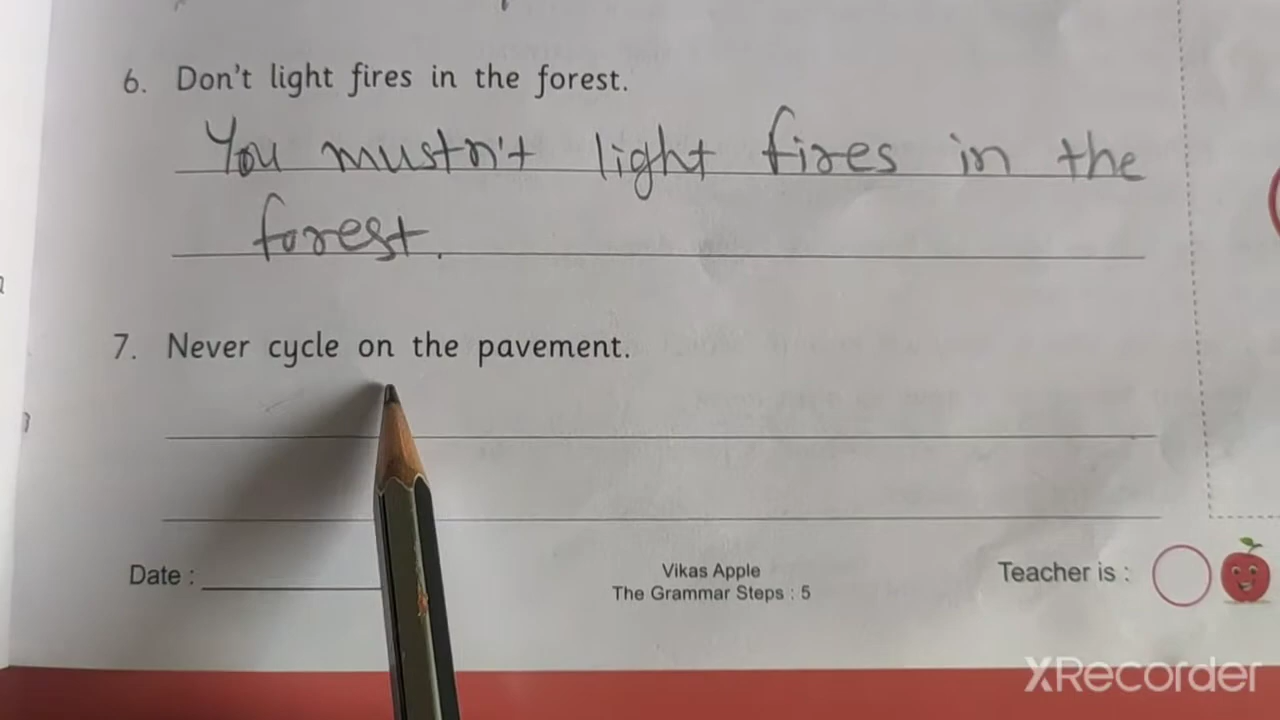 6. Don't light fires in the forest.
You mustn't light fires in the
forest.
7. Never cycle on the pavement.
Date :
Vikas Apple
The Grammar Steps : 5
Teacher is :
XRecorder